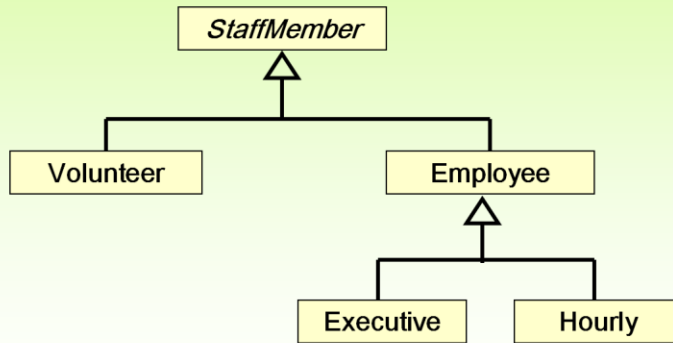 StaffMember
Volunteer
Employee
Executive
Hourly